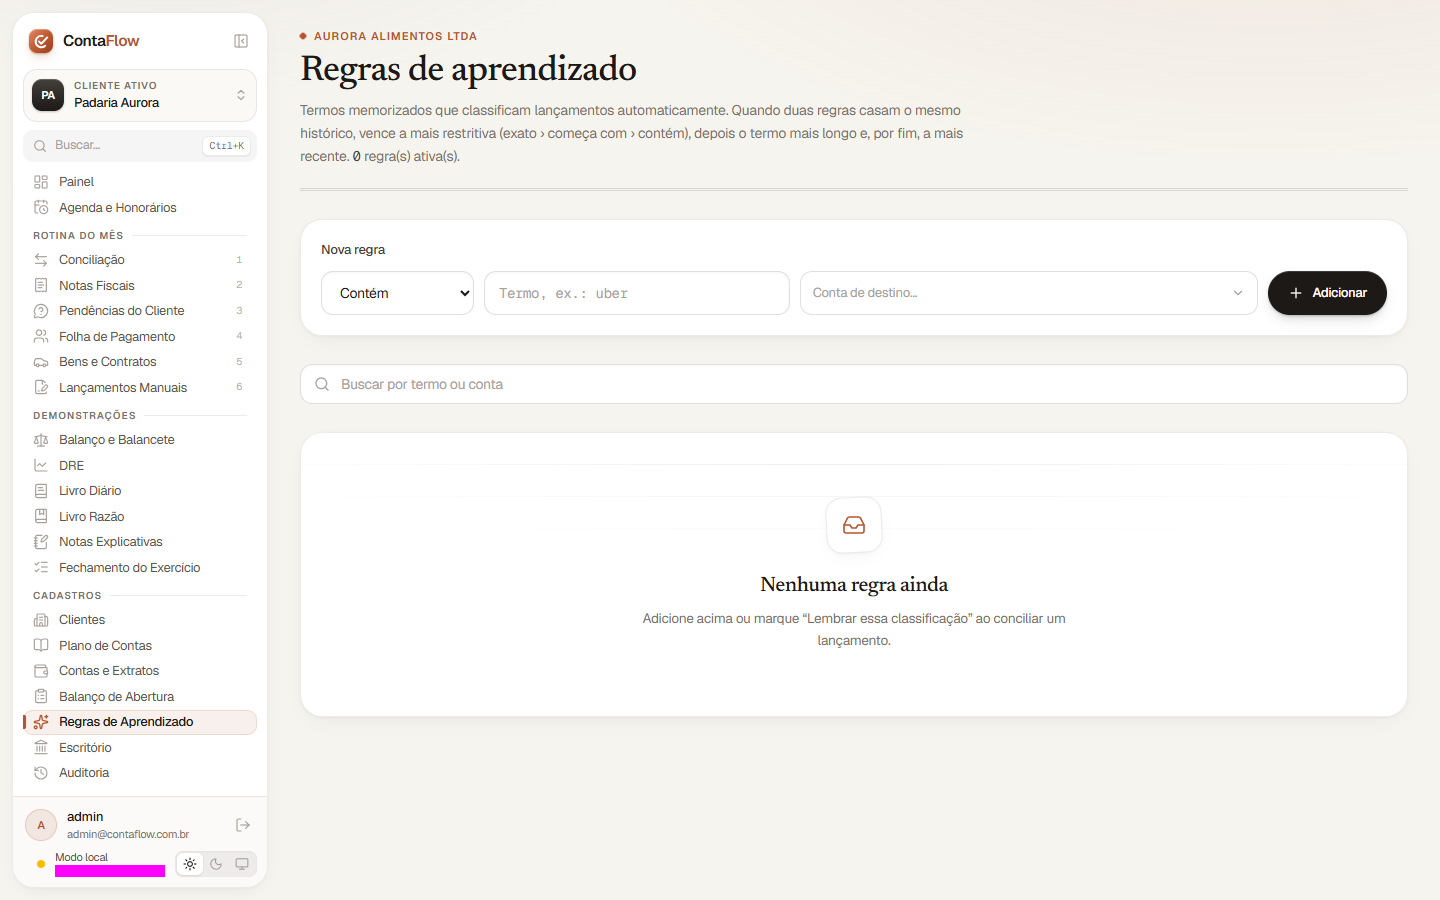 ContaFlow
PA
CLIENTE ATIVO
Padaria Aurora
Buscar...
Ctrl+K
Painel
Agenda e Honorários
ROTINA DO MÊS
Conciliação 1
Notas Fiscais 2
Pendências do Cliente 3
Folha de Pagamento 4
Bens e Contratos 5
Lançamentos Manuais 6
DEMONSTRAÇÕES
Balanço e Balancete
DRE
Livro Diário
Livro Razão
Notas Explicativas
Fechamento do Exercício
CADASTROS
Clientes
Plano de Contas
Contas e Extratos
Balanço de Abertura
Regras de Aprendizado
Escritório
Auditoria
A
admin
admin@contaflow.com.br
Modo local
AURORA ALIMENTOS LTDA
Regras de aprendizado
Termos memorizados que classificam lançamentos automaticamente. Quando duas regras casam o mesmo
histórico, vence a mais restritiva (exato › começa com › contém), depois o termo mais longo e, por fim, a mais
recente. 0 regra(s) ativa(s).
Nova regra
Contém
Termo, ex.: uber
Conta de destino...
Adicionar
Buscar por termo ou conta
Nenhuma regra ainda
Adicione acima ou marque “Lembrar essa classificação” ao conciliar um
lançamento.